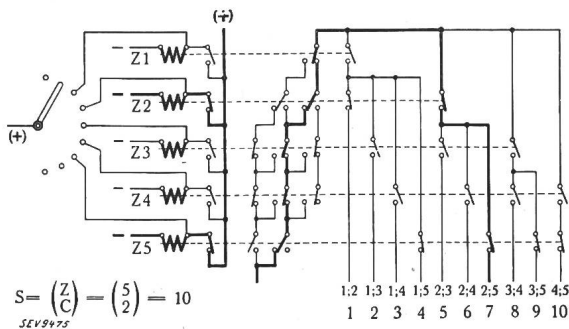 (+)
Z1
Z2
(+)
Z3
Z4
Z5
1;2 1;3 1;4 1;5 2;3 2;4 2;5 3;4 3;5 4;5
1 2 3 4 5 6 7 8 9 10
S = (Z C) = (5 2) = 10
SEV9475